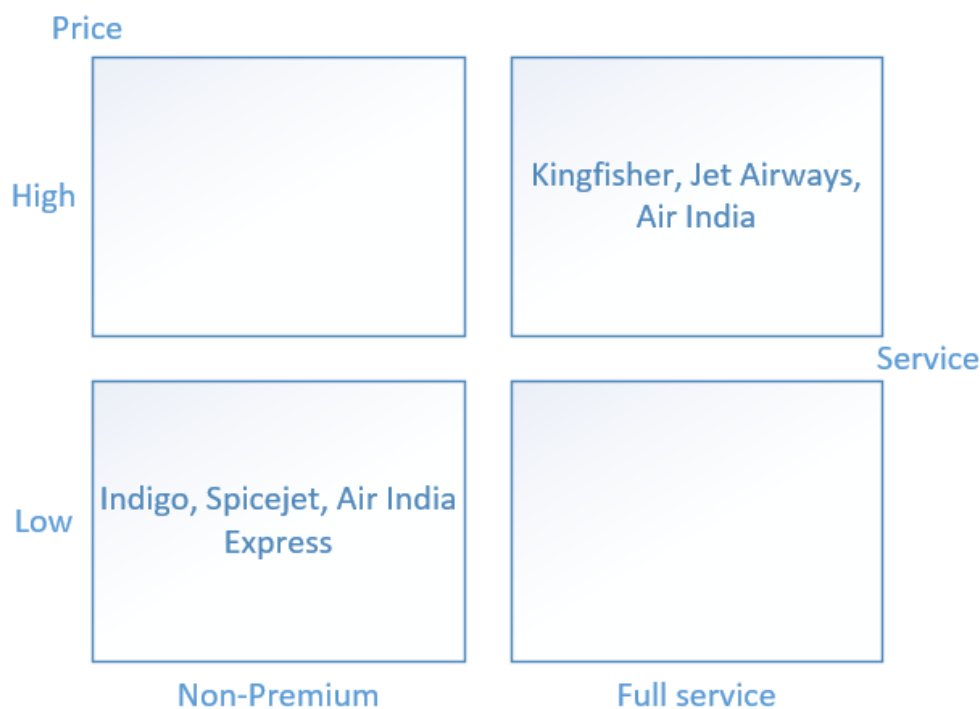 Price
High
Kingfisher, Jet Airways,
Air India
Service
Low
Indigo, Spicejet, Air India
Express
Non-Premium
Full service